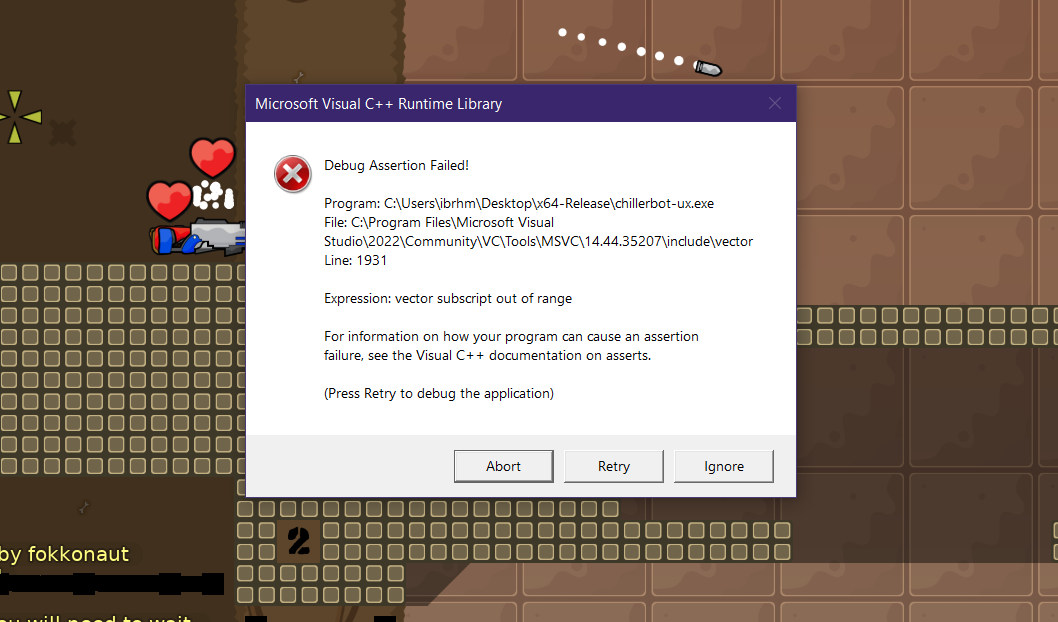 Microsoft Visual C++ Runtime Library
Debug Assertion Failed!
Program: C:\Users\ibrhm\Desktop\x64-Release\chillerbot-ux.exe
File: C:\Program Files\Microsoft Visual
Studio\2022\Community\VC\Tools\MSVC\14.44.35207\include\vector
Line: 1931
Expression: vector subscript out of range
For information on how your program can cause an assertion
failure, see the Visual C++ documentation on asserts.
(Press Retry to debug the application)
Abort Retry Ignore
2
by fokkonaut
you will need to wait